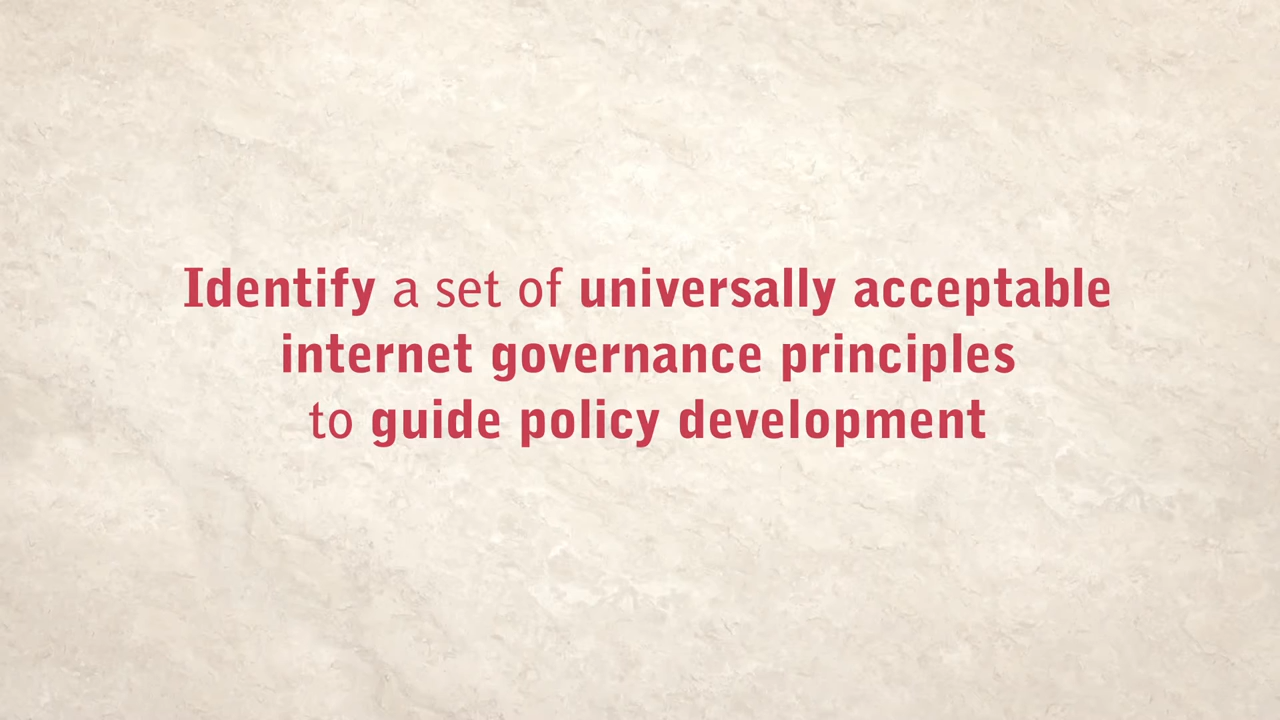 Identify a set of universally acceptable
internet governance principles
to guide policy development